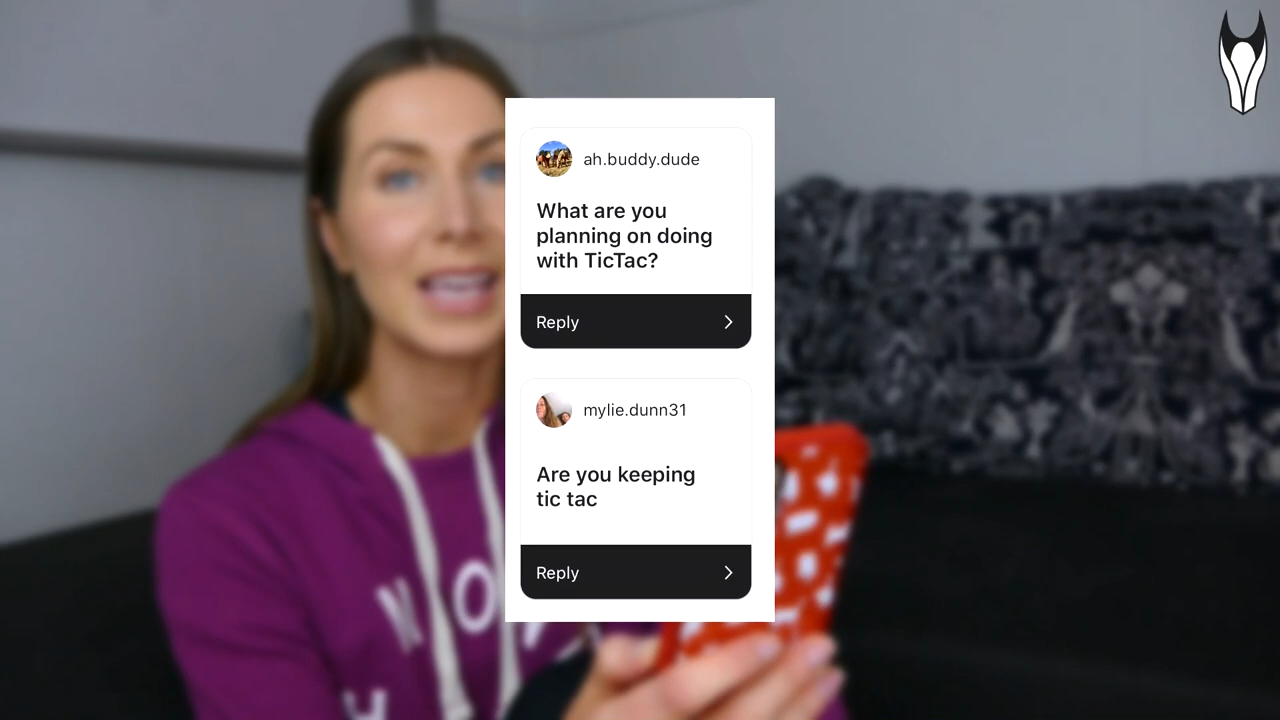 ah.buddy.dude
What are you
planning on doing
with TicTac?
Reply
mylie.dunn31
Are you keeping
tic tac
Reply